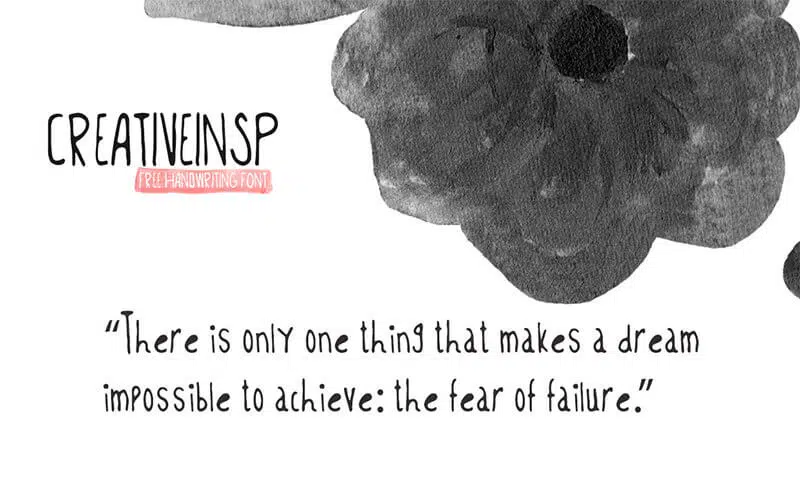 CREATIVEINSP
FREE HANDWRITING FONT
“There is only one thing that makes a dream
impossible to achieve: the fear of failure.”